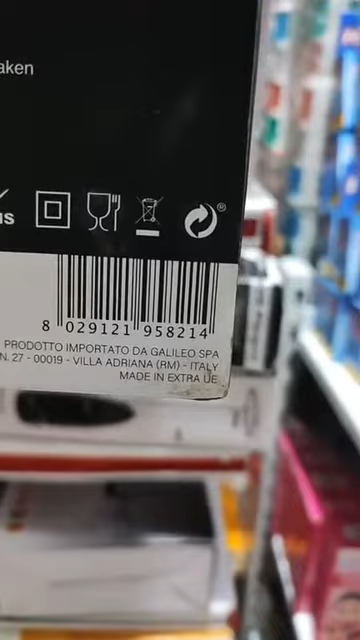 aken
us
®
8 029121 958214
PRODOTTO IMPORTATO DA GALILEO SPA
N. 27 - 00019 - VILLA ADRIANA (RM) - ITALY
MADE IN EXTRA UE